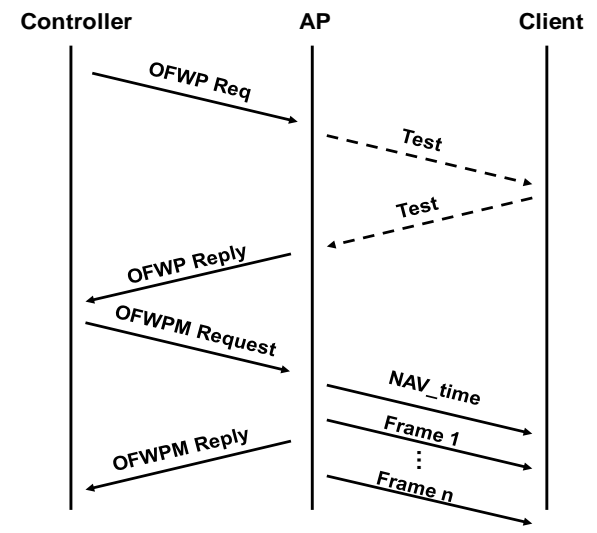 Controller
AP
Client
OFWP Req
Test
Test
OFWP Reply
OFWPM Request
NAV_time
Frame 1
OFWPM Reply
Frame n